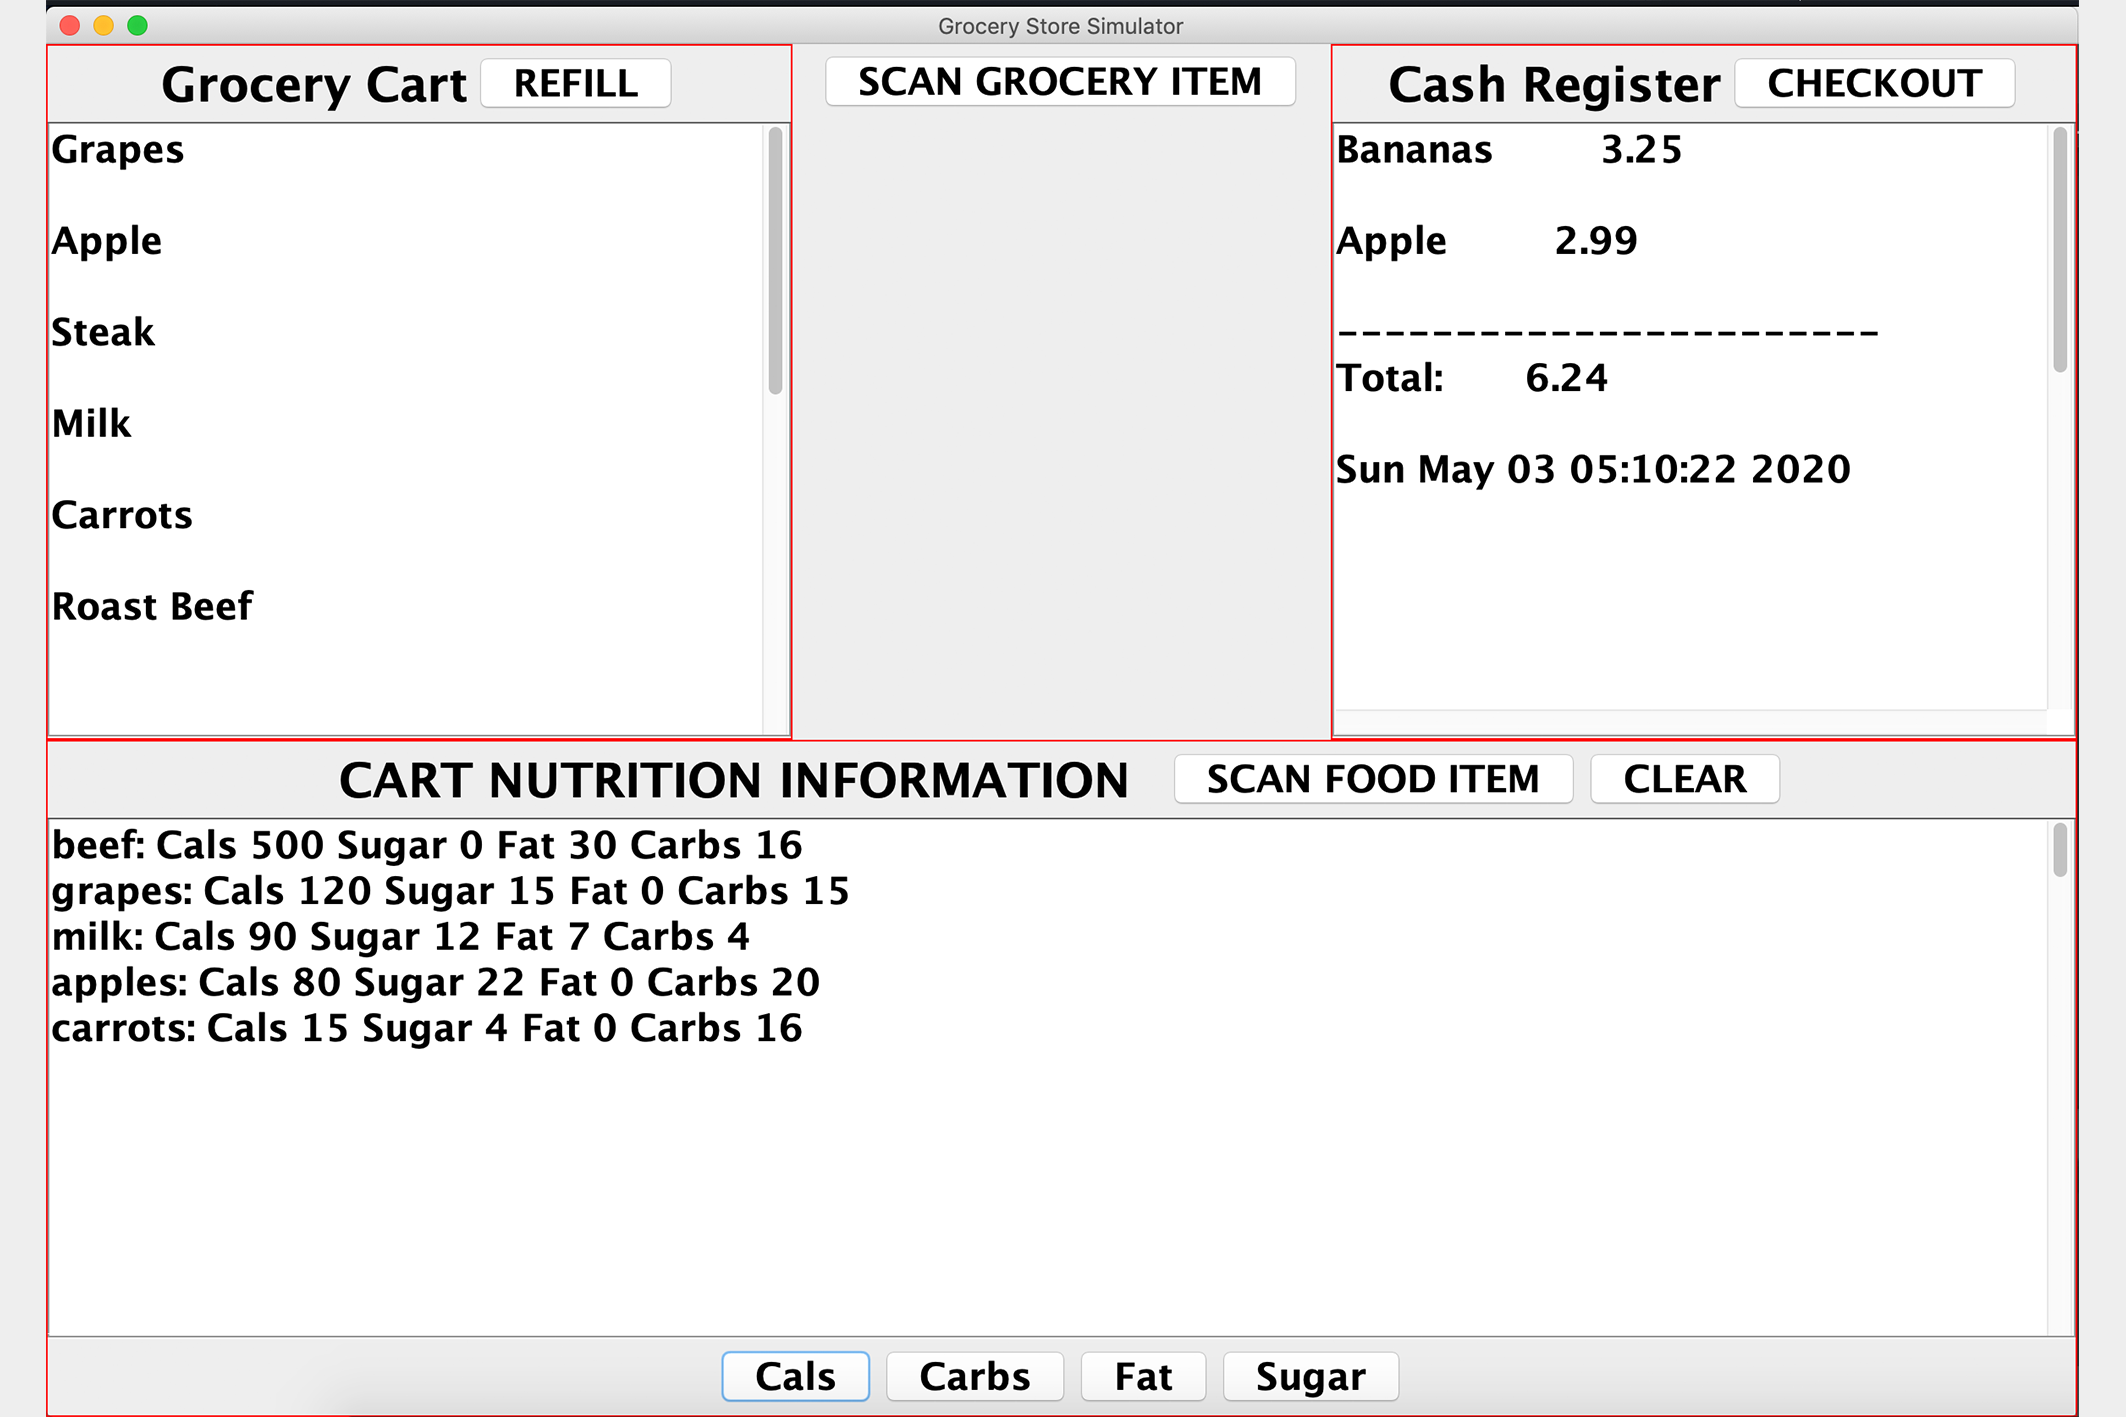 Grocery Store Simulator
Grocery Cart REFILL
Grapes
Apple
Steak
Milk
Carrots
Roast Beef
SCAN GROCERY ITEM
Cash Register CHECKOUT
Bananas 3.25
Apple 2.99
-----------------------
Total: 6.24
Sun May 03 05:10:22 2020
CART NUTRITION INFORMATION SCAN FOOD ITEM CLEAR
beef: Cals 500 Sugar 0 Fat 30 Carbs 16
grapes: Cals 120 Sugar 15 Fat 0 Carbs 15
milk: Cals 90 Sugar 12 Fat 7 Carbs 4
apples: Cals 80 Sugar 22 Fat 0 Carbs 20
carrots: Cals 15 Sugar 4 Fat 0 Carbs 16
Cals Carbs Fat Sugar